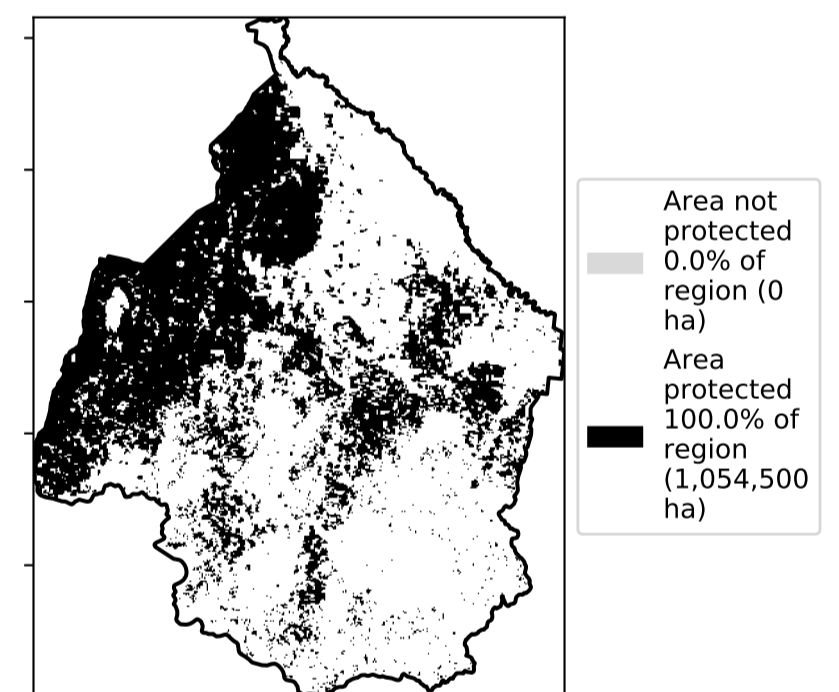 Area not
protected
0.0% of
region (0
ha)
Area
protected
100.0% of
region
(1,054,500
ha)